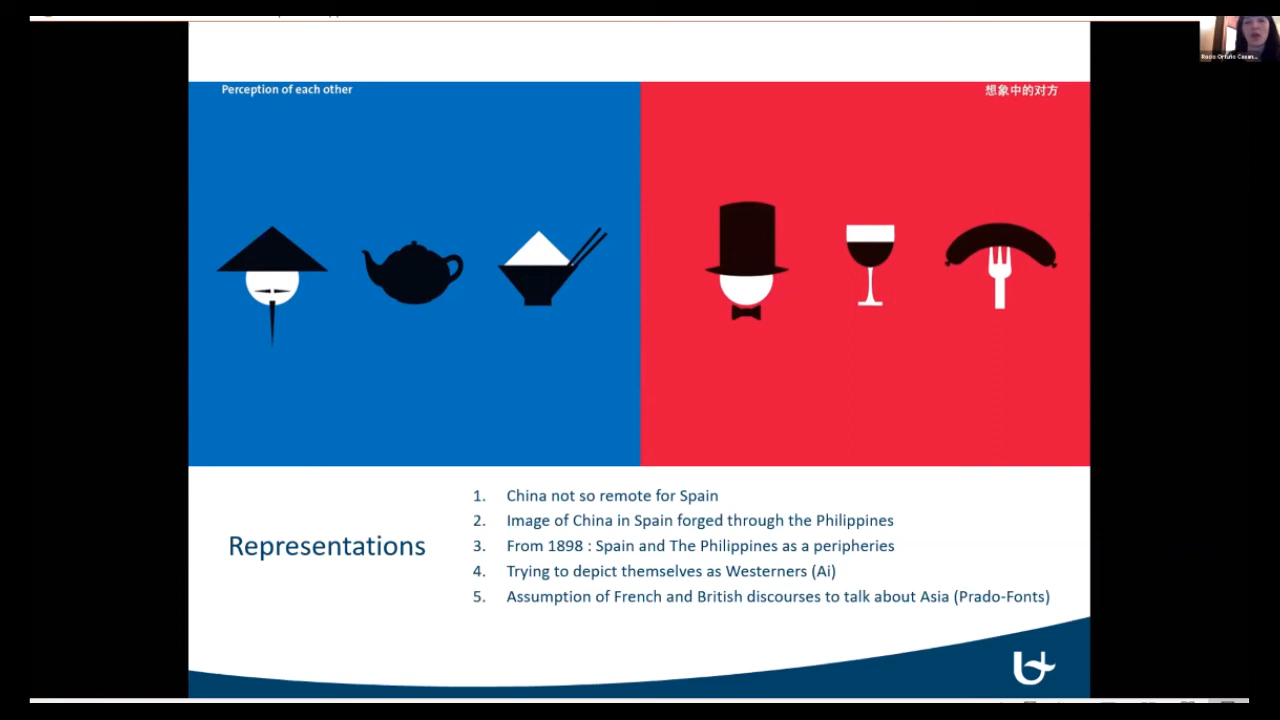 Perception of each other
想象中的对方
Representations
1. China not so remote for Spain
2. Image of China in Spain forged through the Philippines
3. From 1898 : Spain and The Philippines as a peripheries
4. Trying to depict themselves as Westerners (Ai)
5. Assumption of French and British discourses to talk about Asia (Prado-Fonts)